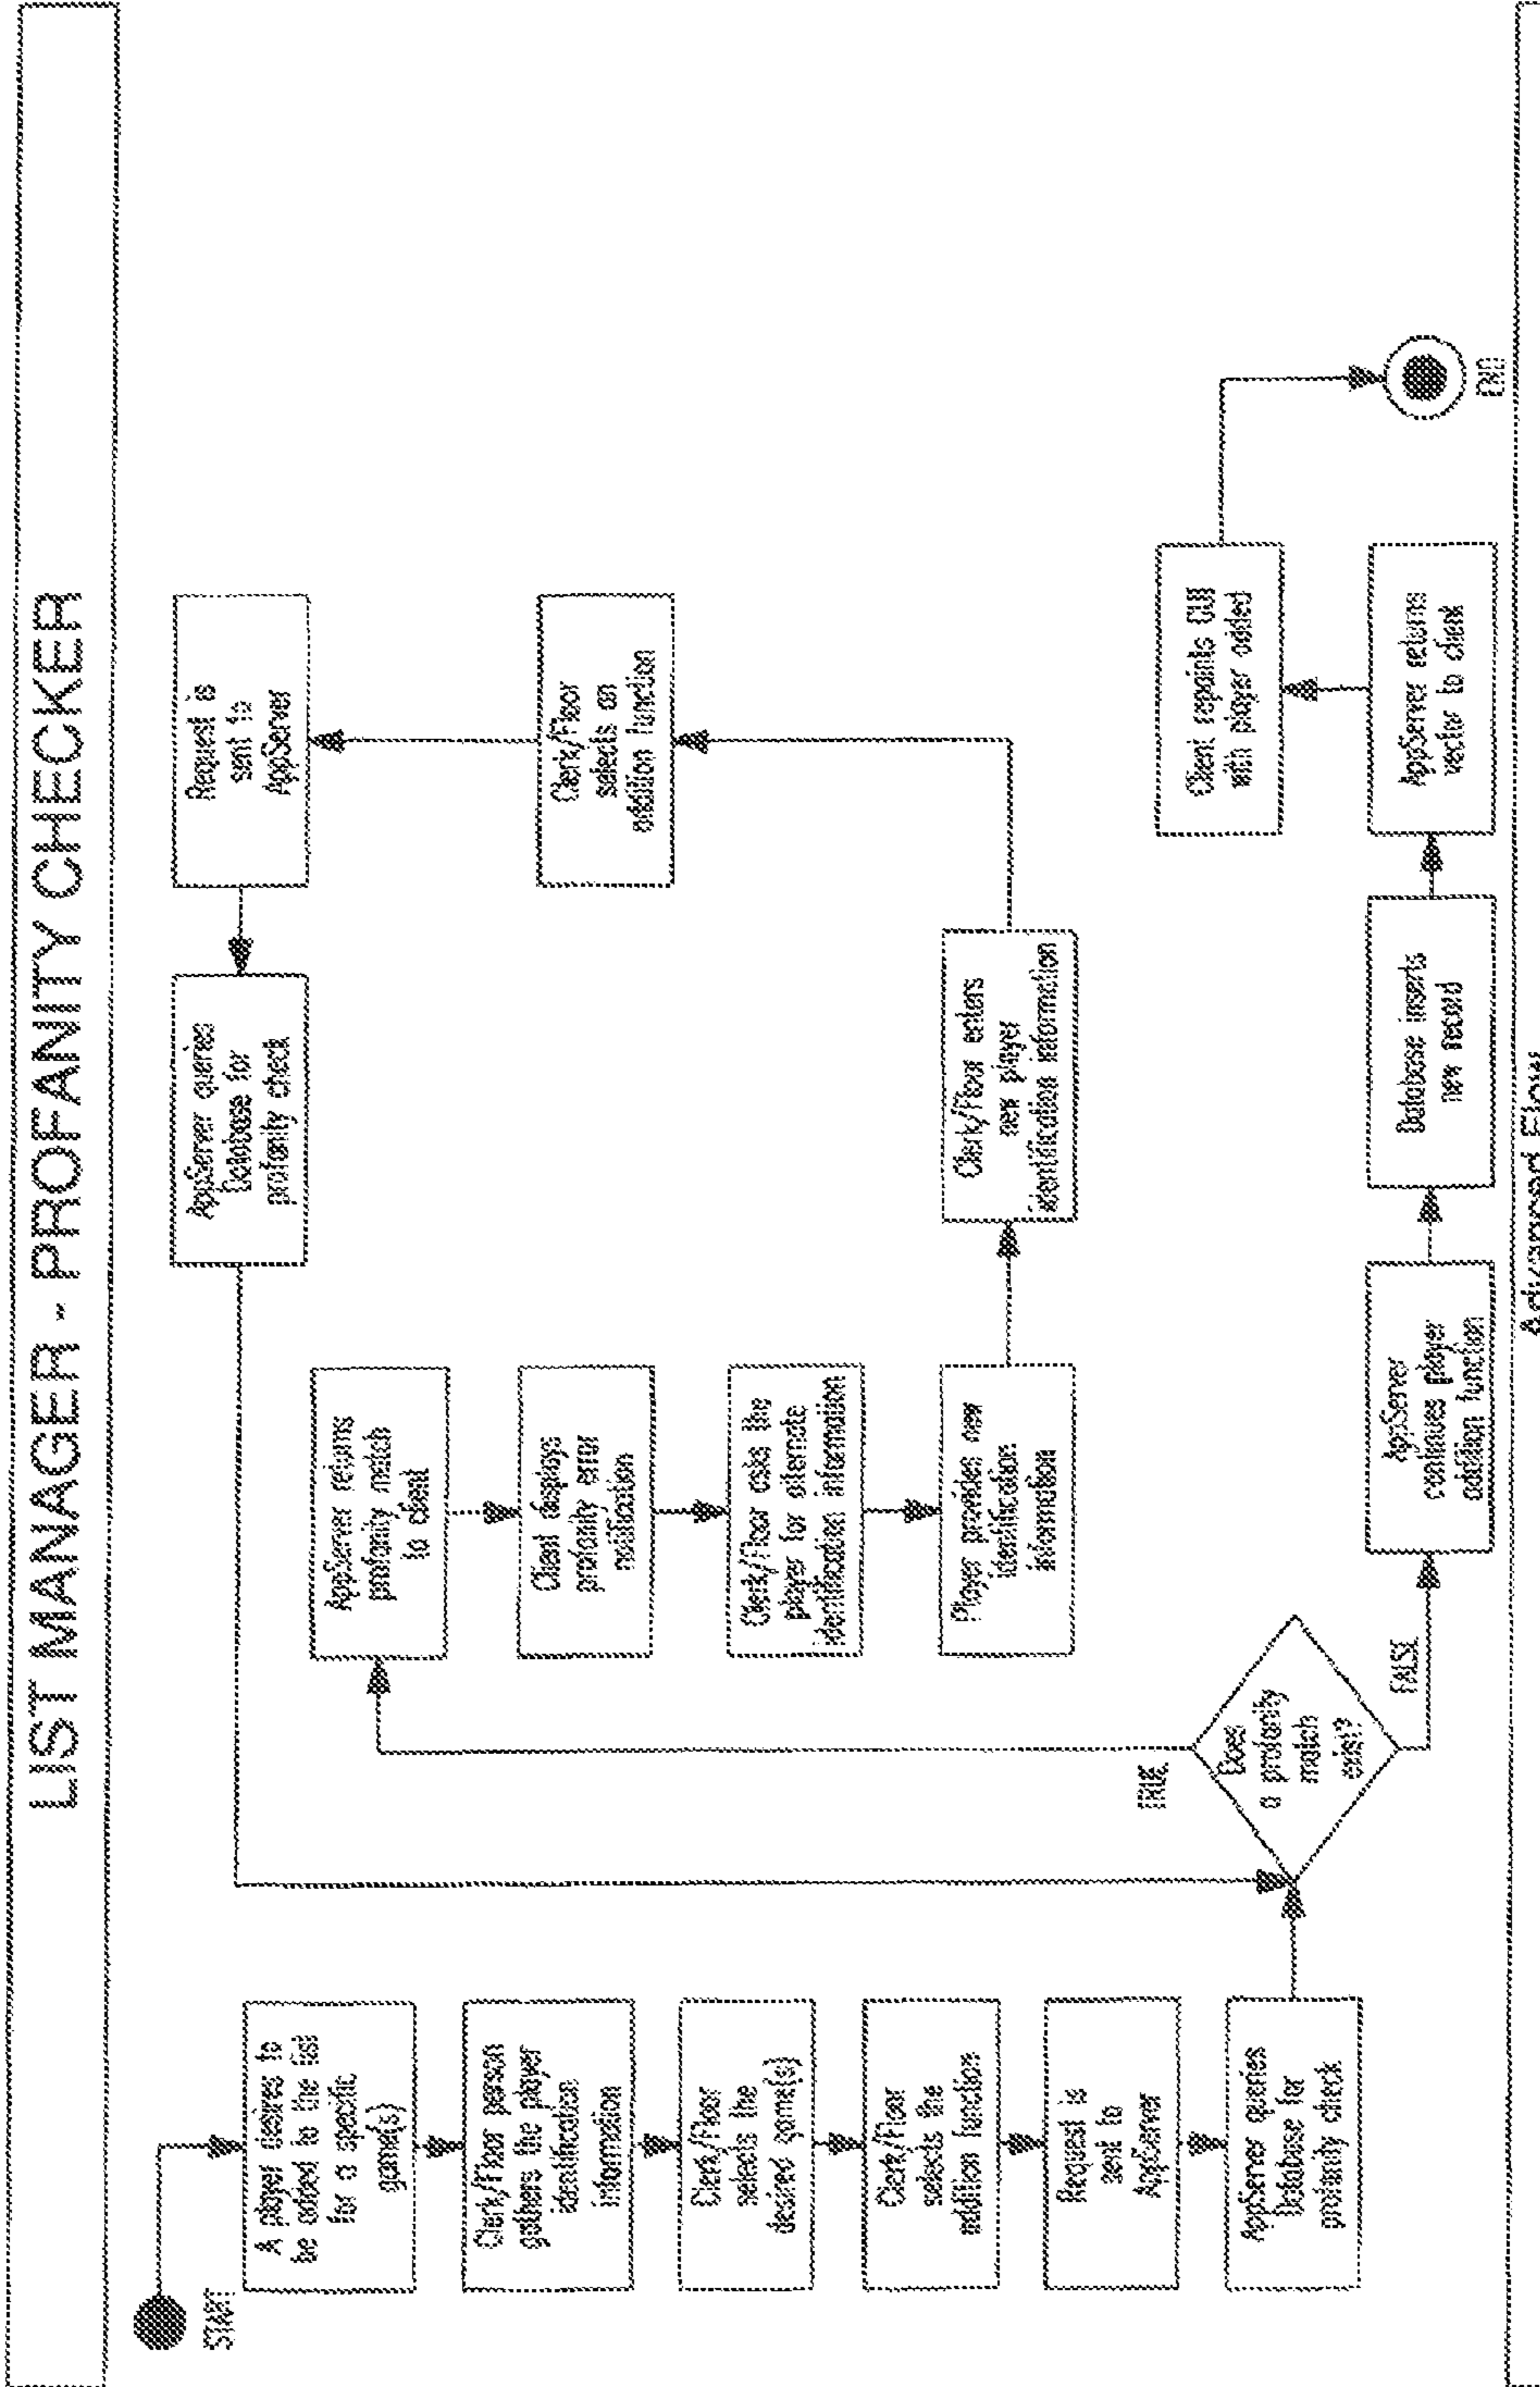 LIST MANAGER - PROFANITY CHECKER
START
A player desires to
be added to the list
for a specific
game(s)
Clerk/Floor person
gathers the player
identification
information
Clerk/Floor
selects the
desired game(s)
Clerk/Floor
selects the
addition function
Request is
sent to
AppServer
AppServer queries
Database for
profanity check
Does
a profanity
match
exist?
TRUE
FALSE
AppServer returns
profanity match
to client
Client displays
profanity error
notification
Clerk/Floor asks the
player for alternate
identification information
Player provides new
identification
information
Clerk/Floor enters
new player
identification information
Clerk/Floor
selects an
addition function
Request is
sent to
AppServer
AppServer queries
Database for
profanity check
AppServer
continues player
addition function
Database inserts
new record
AppServer returns
vector to client
Client repaints GUI
with player added
END
Flow